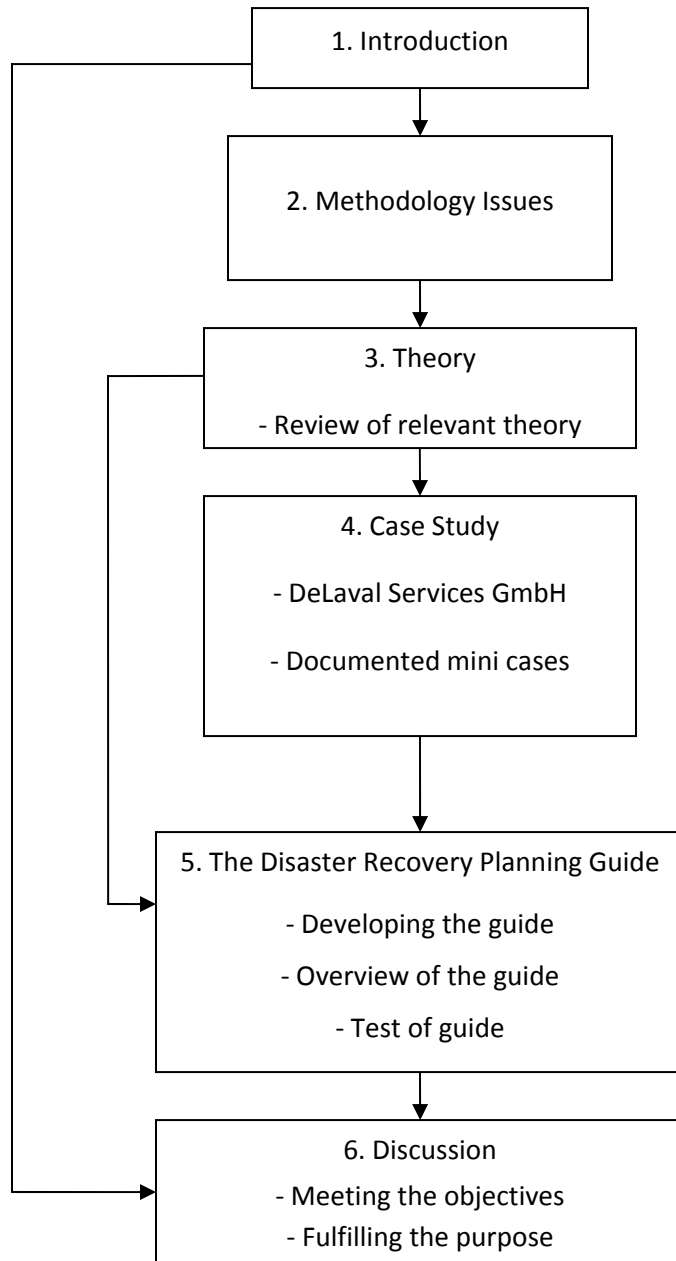 1. Introduction
2. Methodology Issues
3. Theory
- Review of relevant theory
4. Case Study
- DeLaval Services GmbH
- Documented mini cases
5. The Disaster Recovery Planning Guide
- Developing the guide
- Overview of the guide
- Test of guide
6. Discussion
- Meeting the objectives
- Fulfilling the purpose